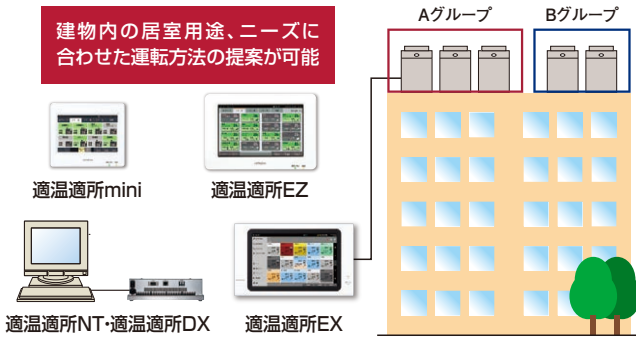 建物内の居室用途、ニーズに
合わせた運転方法の提案が可能
Aグループ
Bグループ
適温適所mini
適温適所EZ
適温適所NT・適温適所DX
適温適所EX